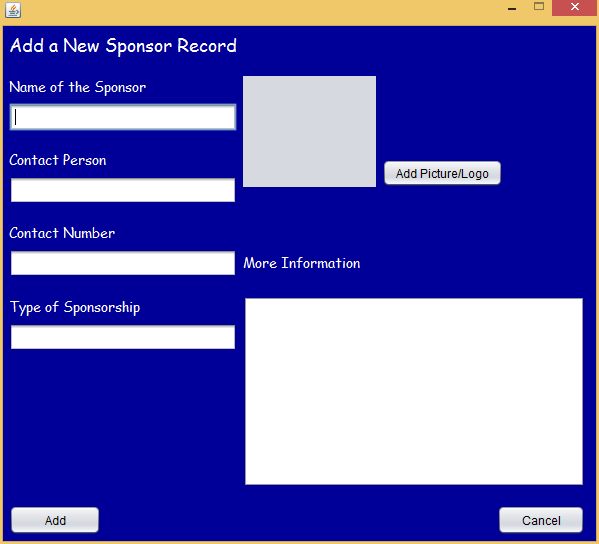 Add a New Sponsor Record
Name of the Sponsor
Contact Person
Add Picture/Logo
Contact Number
More Information
Type of Sponsorship
Add
Cancel